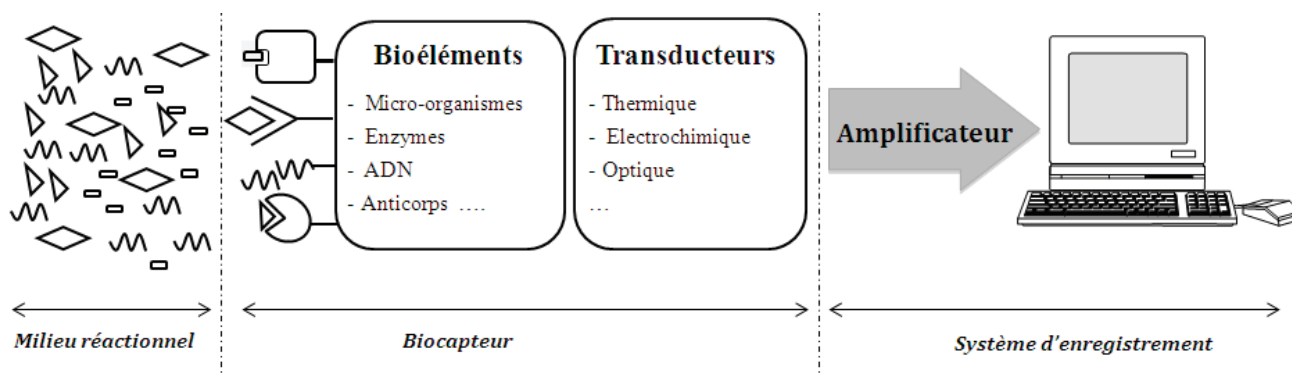 Bioéléments
- Micro-organismes
- Enzymes
- ADN
- Anticorps ….
Transducteurs
- Thermique
- Electrochimique
- Optique
…
Amplificateur
Milieu réactionnel
Biocapteur
Système d'enregistrement